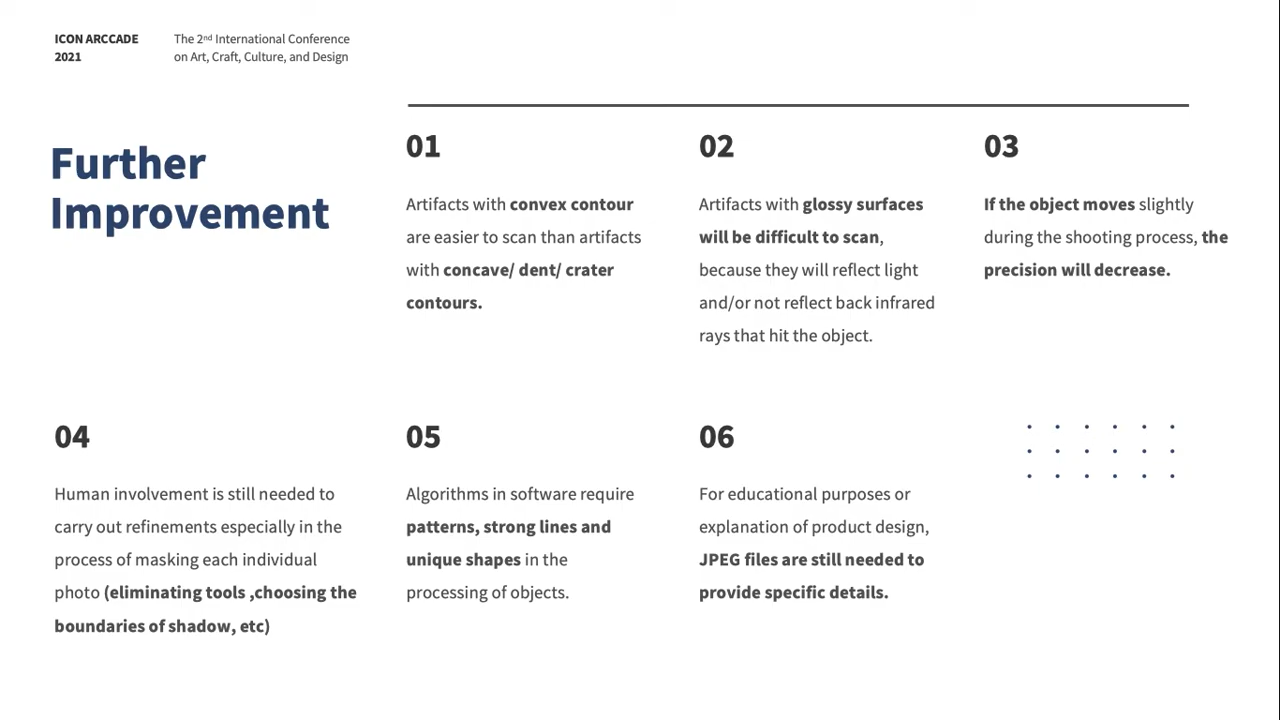 ICON ARCCADE
2021
The 2nd International Conference
on Art, Craft, Culture, and Design
Further
Improvement
01
Artifacts with convex contour
are easier to scan than artifacts
with concave/ dent/ crater
contours.
02
Artifacts with glossy surfaces
will be difficult to scan,
because they will reflect light
and/or not reflect back infrared
rays that hit the object.
03
If the object moves slightly
during the shooting process, the
precision will decrease.
04
Human involvement is still needed to
carry out refinements especially in the
process of masking each individual
photo (eliminating tools ,choosing the
boundaries of shadow, etc)
05
Algorithms in software require
patterns, strong lines and
unique shapes in the
processing of objects.
06
For educational purposes or
explanation of product design,
JPEG files are still needed to
provide specific details.